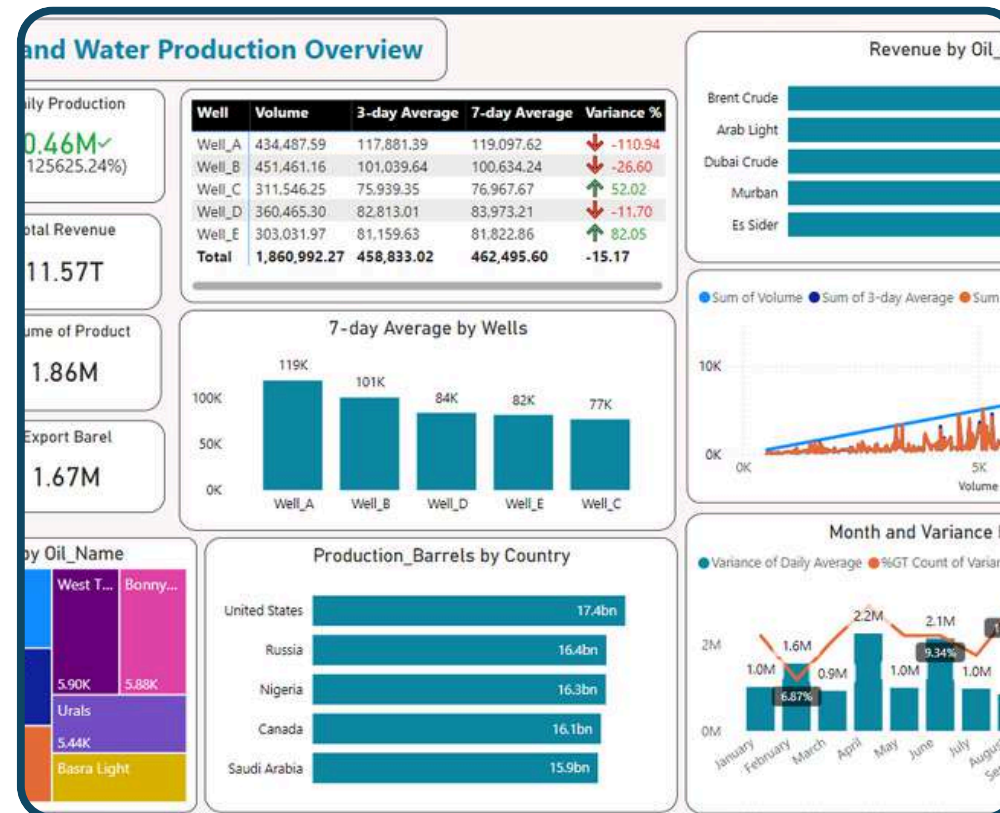 and Water Production Overview
ily Production
0.46M✓
125625.24%)
otal Revenue
11.57T
ume of Product
1.86M
Export Barel
1.67M
Well Volume 3-day Average 7-day Average Variance %
Well_A 434,487.59 117,881.39 119,097.62 -110.94
Well_B 451,461.16 101,039.64 100,634.24 -26.60
Well_C 311,546.25 75,939.35 76,967.67 52.02
Well_D 360,465.30 82,813.01 83,973.21 -11.70
Well_E 303,031.97 81,159.63 81,822.86 82.05
Total 1,860,992.27 458,833.02 462,495.60 -15.17
7-day Average by Wells
119K
101K
84K
82K
77K
100K
50K
0K
Well_A Well_B Well_D Well_E Well_C
Revenue by Oil_
Brent Crude
Arab Light
Dubai Crude
Murban
Es Sider
Sum of Volume Sum of 3-day Average Sum
10K
0K
0K 5K
Volume
by Oil_Name
West T... Bonny...
5.90K 5.88K
Urals
5.44K
Basra Light
Production_Barrels by Country
United States 17.4bn
Russia 16.4bn
Nigeria 16.3bn
Canada 16.1bn
Saudi Arabia 15.9bn
Month and Variance
Variance of Daily Average %GT Count of Varian
2M
0M
1.0M 1.6M 0.9M 2.2M 1.0M 2.1M 1.0M
6.87% 9.34%
January February March April May June July August